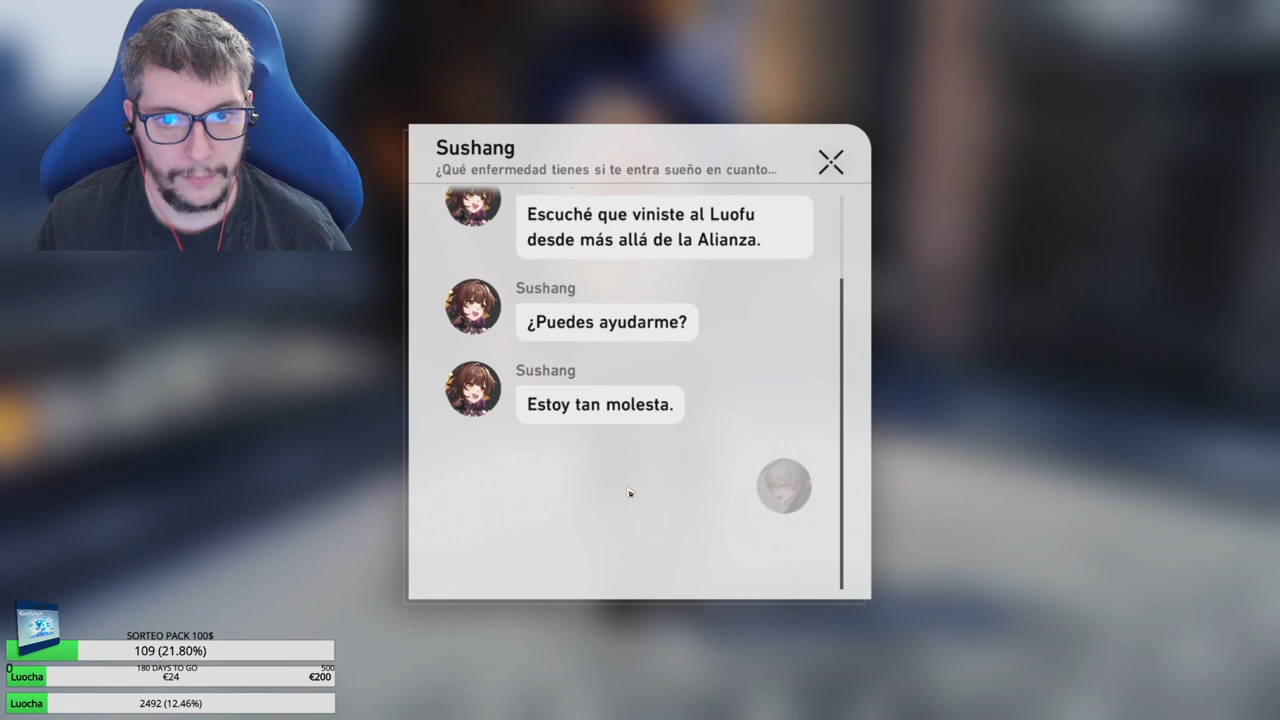 Sushang
¿Qué enfermedad tienes si te entra sueño en cuanto...
Escuché que viniste al Luofu
desde más allá de la Alianza.
Sushang
¿Puedes ayudarme?
Sushang
Estoy tan molesta.
SORTEO PACK 100$
109 (21.80%)
0
180 DAYS TO GO
500
Luocha
€24
€200
Luocha
2492 (12.46%)